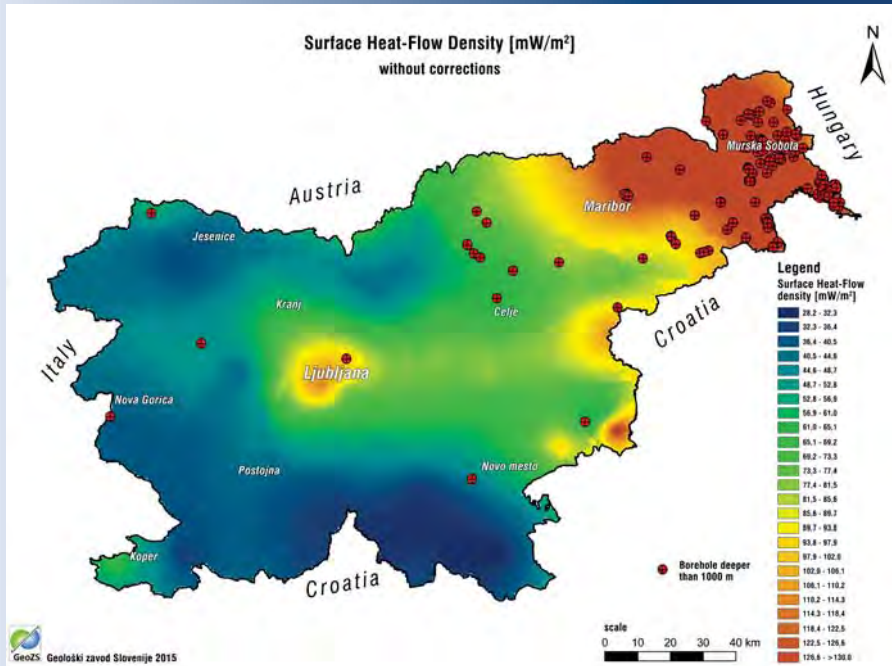 Surface Heat-Flow Density [mW/m²]
without corrections
N
Hungary
Murska Sobota
Austria
Maribor
Jesenice
Kranj
Celje
Croatia
Italy
Ljubljana
Nova Gorica
Postojna
Novo mesto
Koper
Croatia
Legend
Surface Heat-Flow
density [mW/m²]
28,2 - 32,3
32,3 - 36,4
36,4 - 40,5
40,5 - 44,6
44,6 - 48,7
48,7 - 52,8
52,8 - 56,9
56,9 - 61,0
61,0 - 65,1
65,1 - 69,2
69,2 - 73,3
73,3 - 77,4
77,4 - 81,5
81,5 - 85,6
85,6 - 89,7
89,7 - 93,8
93,8 - 97,9
97,9 - 102,0
102,0 - 106,1
106,1 - 110,2
110,2 - 114,3
114,3 - 118,4
118,4 - 122,5
122,5 - 126,6
126,6 - >130,0
Borehole deeper
than 1000 m
scale
0 10 20 30 40 km
GeoZS Geološki zavod Slovenije 2015